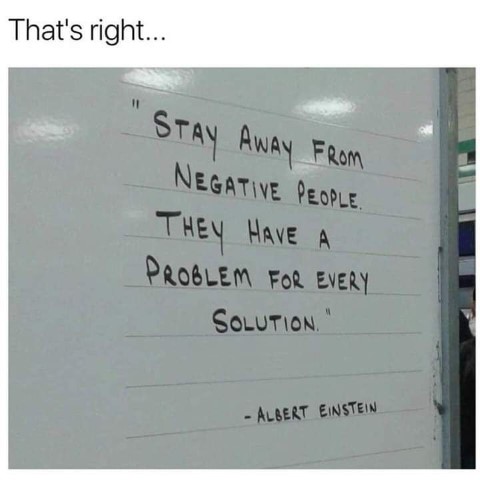 That's right...
"STAY AWAY FROM
NEGATIVE PEOPLE.
THEY HAVE A
PROBLEM FOR EVERY
SOLUTION."
- ALBERT EINSTEIN